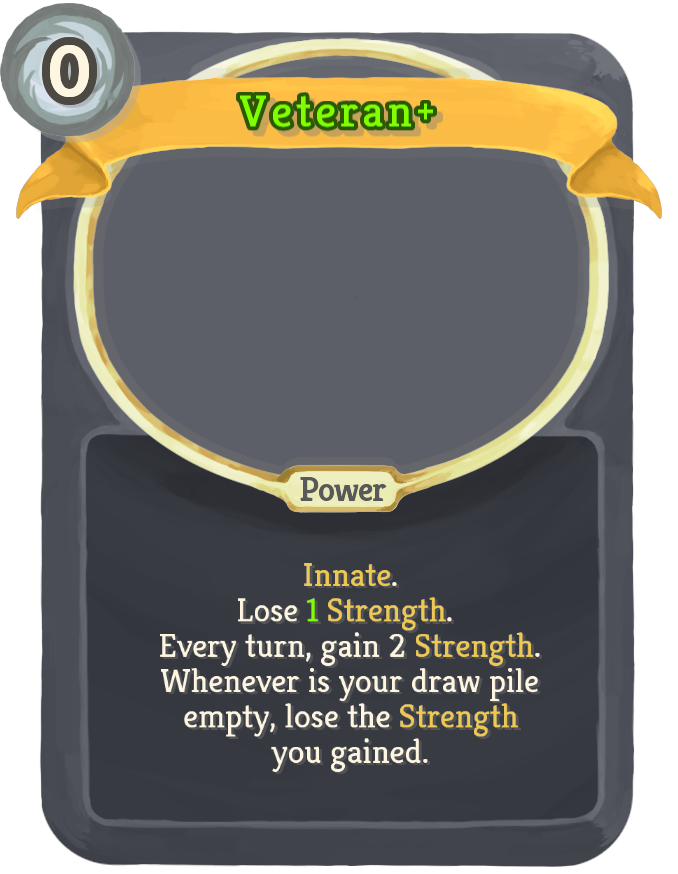 0
Veteran+
Power
Innate.
Lose 1 Strength.
Every turn, gain 2 Strength.
Whenever is your draw pile
empty, lose the Strength
you gained.